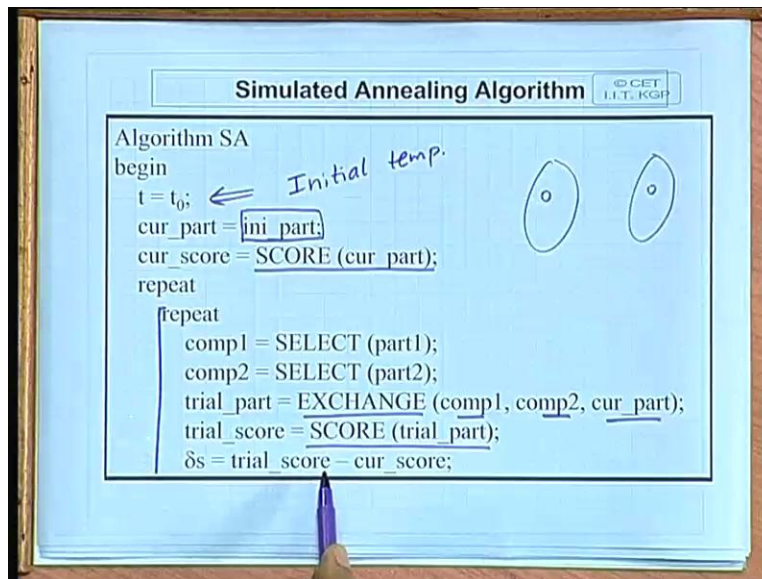 Simulated Annealing Algorithm
© CET
I.I.T. KGP
Algorithm SA
begin
t = t₀; ⇐ Initial temp.
cur_part = ini_part;
cur_score = SCORE (cur_part);
repeat
repeat
comp1 = SELECT (part1);
comp2 = SELECT (part2);
trial_part = EXCHANGE (comp1, comp2, cur_part);
trial_score = SCORE (trial_part);
δs = trial_score – cur_score;